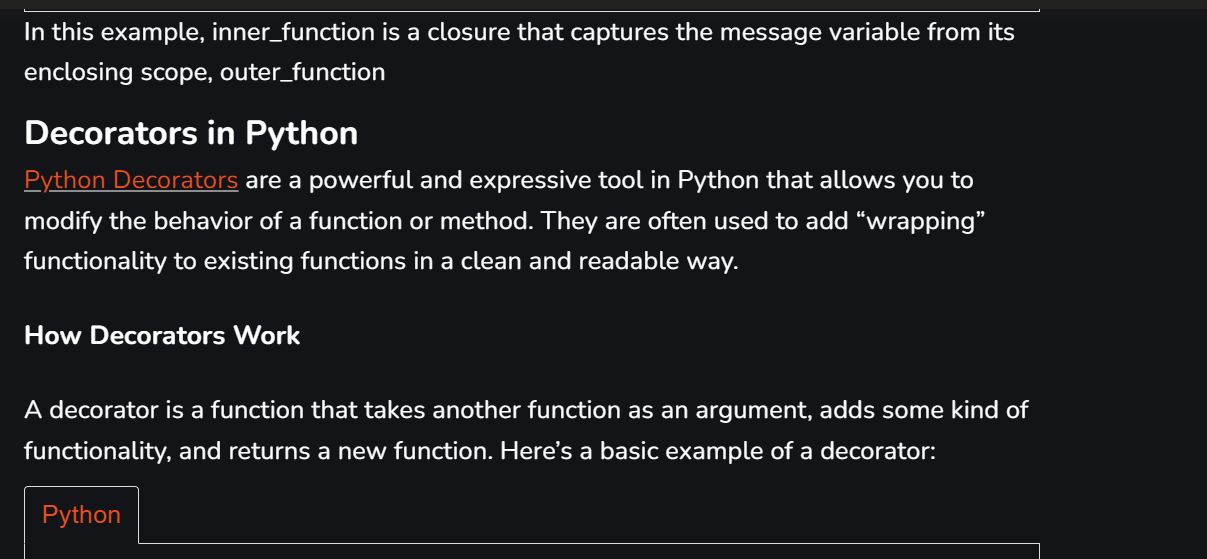 In this example, inner_function is a closure that captures the message variable from its
enclosing scope, outer_function
Decorators in Python
Python Decorators are a powerful and expressive tool in Python that allows you to
modify the behavior of a function or method. They are often used to add “wrapping”
functionality to existing functions in a clean and readable way.
How Decorators Work
A decorator is a function that takes another function as an argument, adds some kind of
functionality, and returns a new function. Here’s a basic example of a decorator:
Python